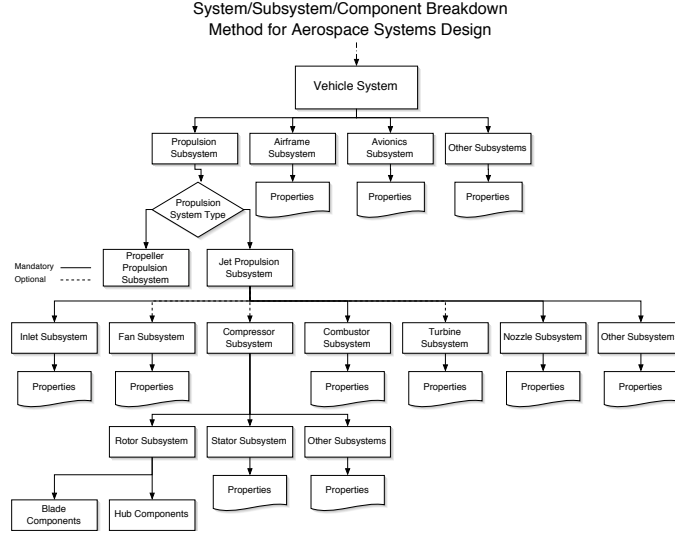 System/Subsystem/Component Breakdown
Method for Aerospace Systems Design
Vehicle System
Propulsion
Subsystem
Airframe
Subsystem
Avionics
Subsystem
Other Subsystems
Propulsion
System Type
Properties
Properties
Properties
Mandatory
Optional
Propeller
Propulsion
Subsystem
Jet Propulsion
Subsystem
Inlet Subsystem
Fan Subsystem
Compressor
Subsystem
Combustor
Subsystem
Turbine
Subsystem
Nozzle Subsystem
Other Subsystem
Properties
Properties
Properties
Properties
Properties
Properties
Rotor Subsystem
Stator Subsystem
Other Subsystems
Properties
Properties
Blade
Components
Hub Components